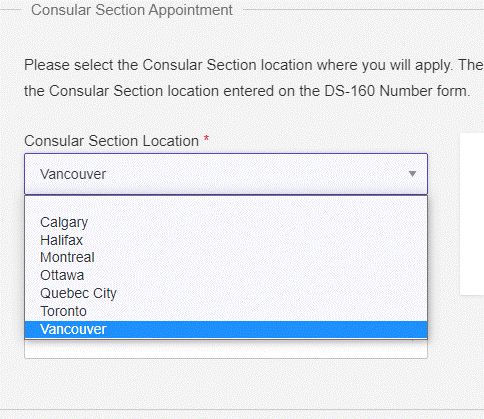 Consular Section Appointment
Please select the Consular Section location where you will apply. The
the Consular Section location entered on the DS-160 Number form.
Consular Section Location *
Vancouver
Calgary
Halifax
Montreal
Ottawa
Quebec City
Toronto
Vancouver